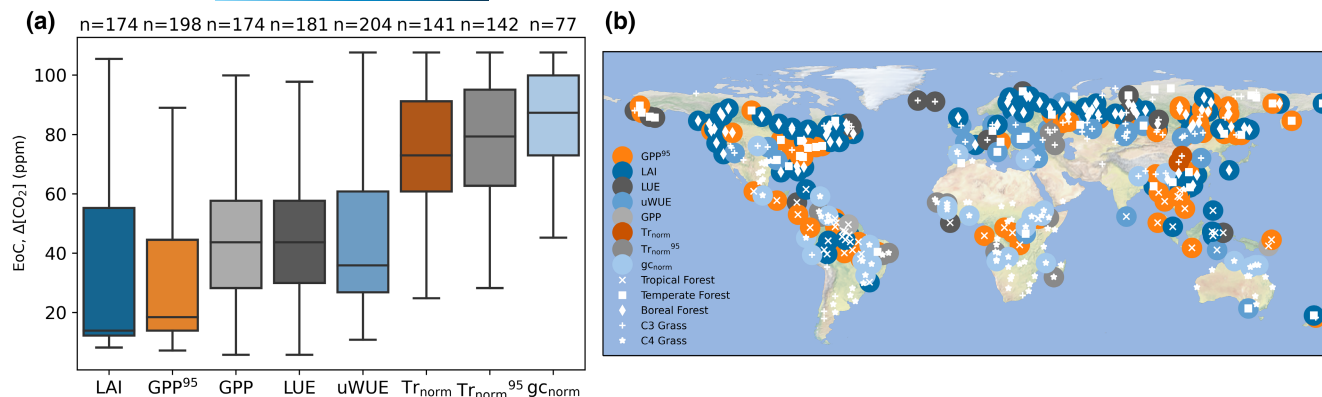 (a)
n=174 n=198 n=174 n=181 n=204 n=141 n=142 n=77
EoC, Δ[CO₂] (ppm)
100
80
60
40
20
LAI GPP⁹⁵ GPP LUE uWUE Trₙₒᵣₘ Trₙₒᵣₘ⁹⁵ gcₙₒᵣₘ
(b)
GPP⁹⁵
LAI
LUE
uWUE
GPP
Trₙₒᵣₘ
Trₙₒᵣₘ⁹⁵
gcₙₒᵣₘ
Tropical Forest
Temperate Forest
Boreal Forest
C3 Grass
C4 Grass